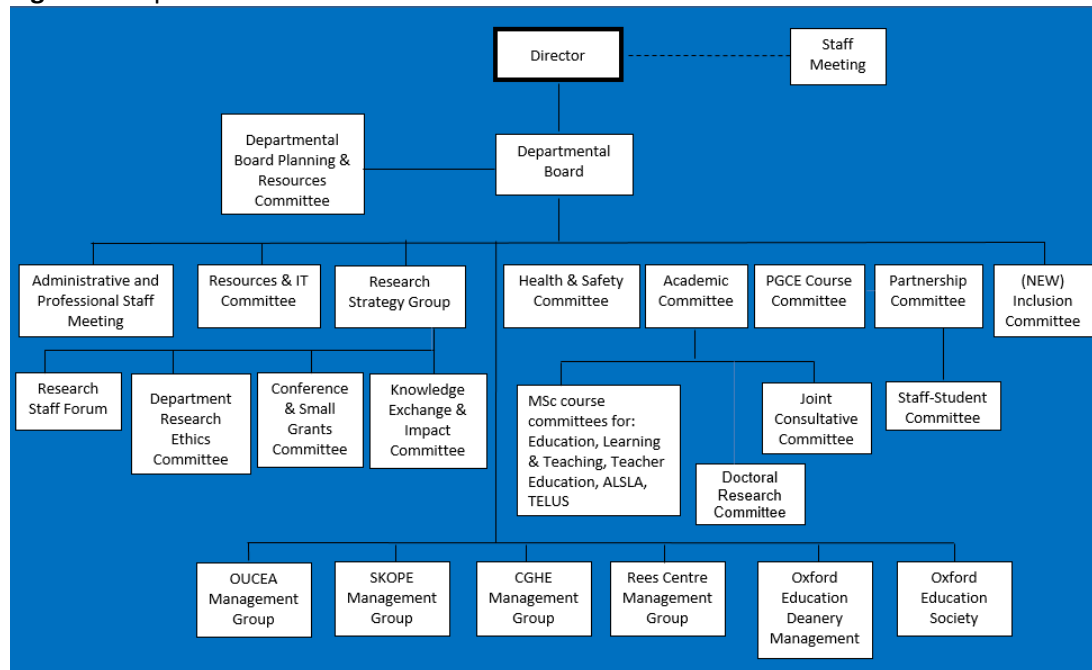 Director
Staff
Meeting
Departmental
Board Planning &
Resources
Committee
Departmental
Board
Administrative and
Professional Staff
Meeting
Resources & IT
Committee
Research
Strategy Group
Health & Safety
Committee
Academic
Committee
PGCE Course
Committee
Partnership
Committee
(NEW)
Inclusion
Committee
Research
Staff Forum
Department
Research
Ethics
Committee
Conference
& Small
Grants
Committee
Knowledge
Exchange &
Impact
Committee
MSc course
committees for:
Education, Learning
& Teaching, Teacher
Education, ALSLA,
TELUS
Doctoral
Research
Committee
Joint
Consultative
Committee
Staff-Student
Committee
OUCEA
Management
Group
SKOPE
Management
Group
CGHE
Management
Group
Rees Centre
Management
Group
Oxford
Education
Deanery
Management
Oxford
Education
Society